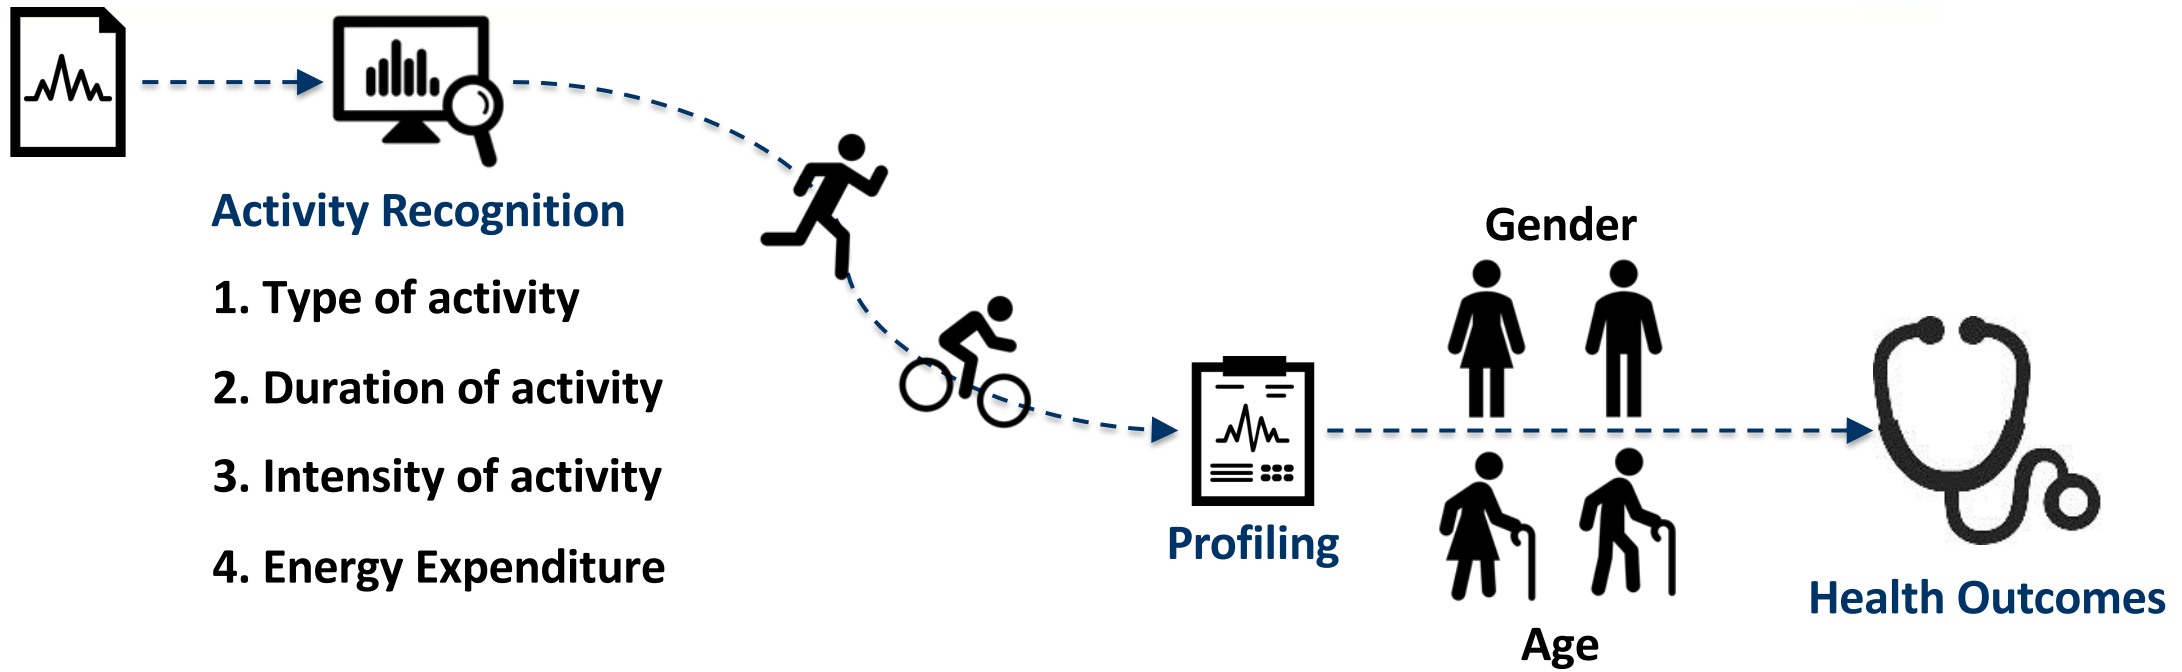 Activity Recognition
1. Type of activity
2. Duration of activity
3. Intensity of activity
4. Energy Expenditure
Gender
Profiling
Age
Health Outcomes